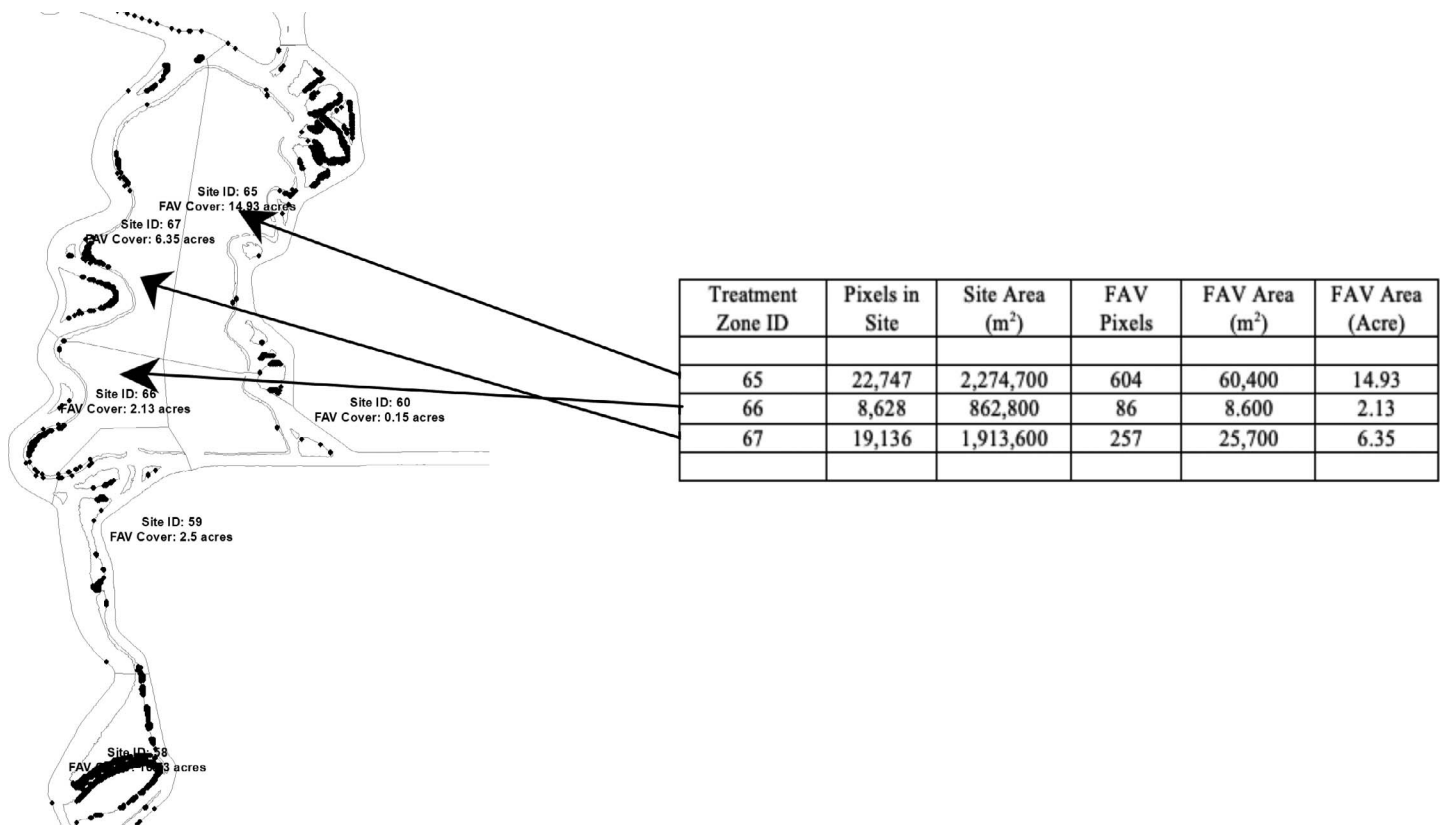 Site ID: 65
FAV Cover: 14.93 acres
Site ID: 67
FAV Cover: 6.35 acres
Site ID: 66
FAV Cover: 2.13 acres
Site ID: 60
FAV Cover: 0.15 acres
Site ID: 59
FAV Cover: 2.5 acres
Site ID: 58
FAV acres
Treatment Zone ID Pixels in Site Site Area (m²) FAV Pixels FAV Area (m²) FAV Area (Acre)
65 22,747 2,274,700 604 60,400 14.93
66 8,628 862,800 86 8.600 2.13
67 19,136 1,913,600 257 25,700 6.35